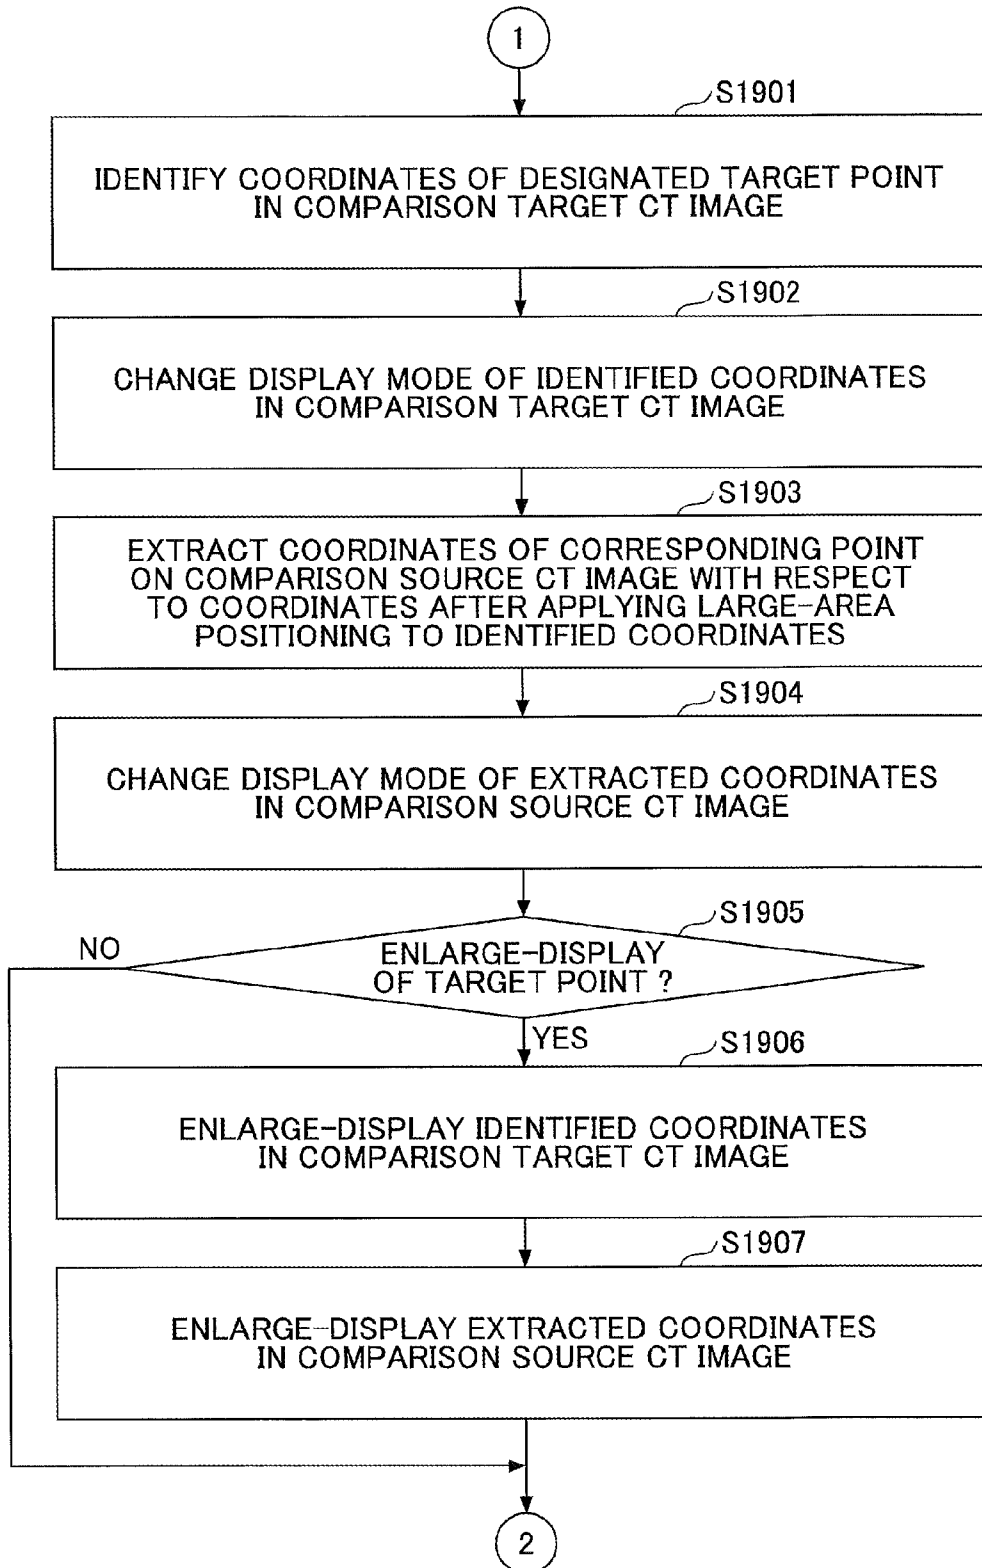 1
S1901
IDENTIFY COORDINATES OF DESIGNATED TARGET POINT
IN COMPARISON TARGET CT IMAGE
S1902
CHANGE DISPLAY MODE OF IDENTIFIED COORDINATES
IN COMPARISON TARGET CT IMAGE
S1903
EXTRACT COORDINATES OF CORRESPONDING POINT
ON COMPARISON SOURCE CT IMAGE WITH RESPECT
TO COORDINATES AFTER APPLYING LARGE-AREA
POSITIONING TO IDENTIFIED COORDINATES
S1904
CHANGE DISPLAY MODE OF EXTRACTED COORDINATES
IN COMPARISON SOURCE CT IMAGE
S1905
NO
ENLARGE-DISPLAY
OF TARGET POINT ?
YES
S1906
ENLARGE-DISPLAY IDENTIFIED COORDINATES
IN COMPARISON TARGET CT IMAGE
S1907
ENLARGE-DISPLAY EXTRACTED COORDINATES
IN COMPARISON SOURCE CT IMAGE
2